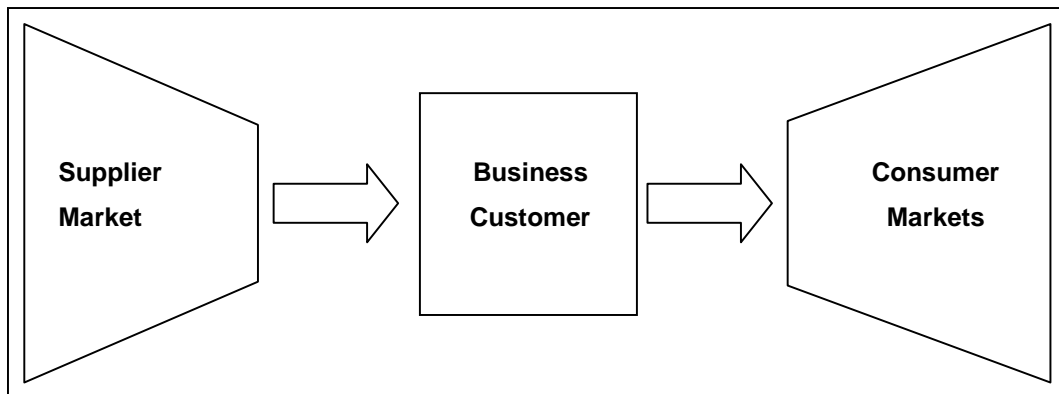 Supplier
Market
Business
Customer
Consumer
Markets